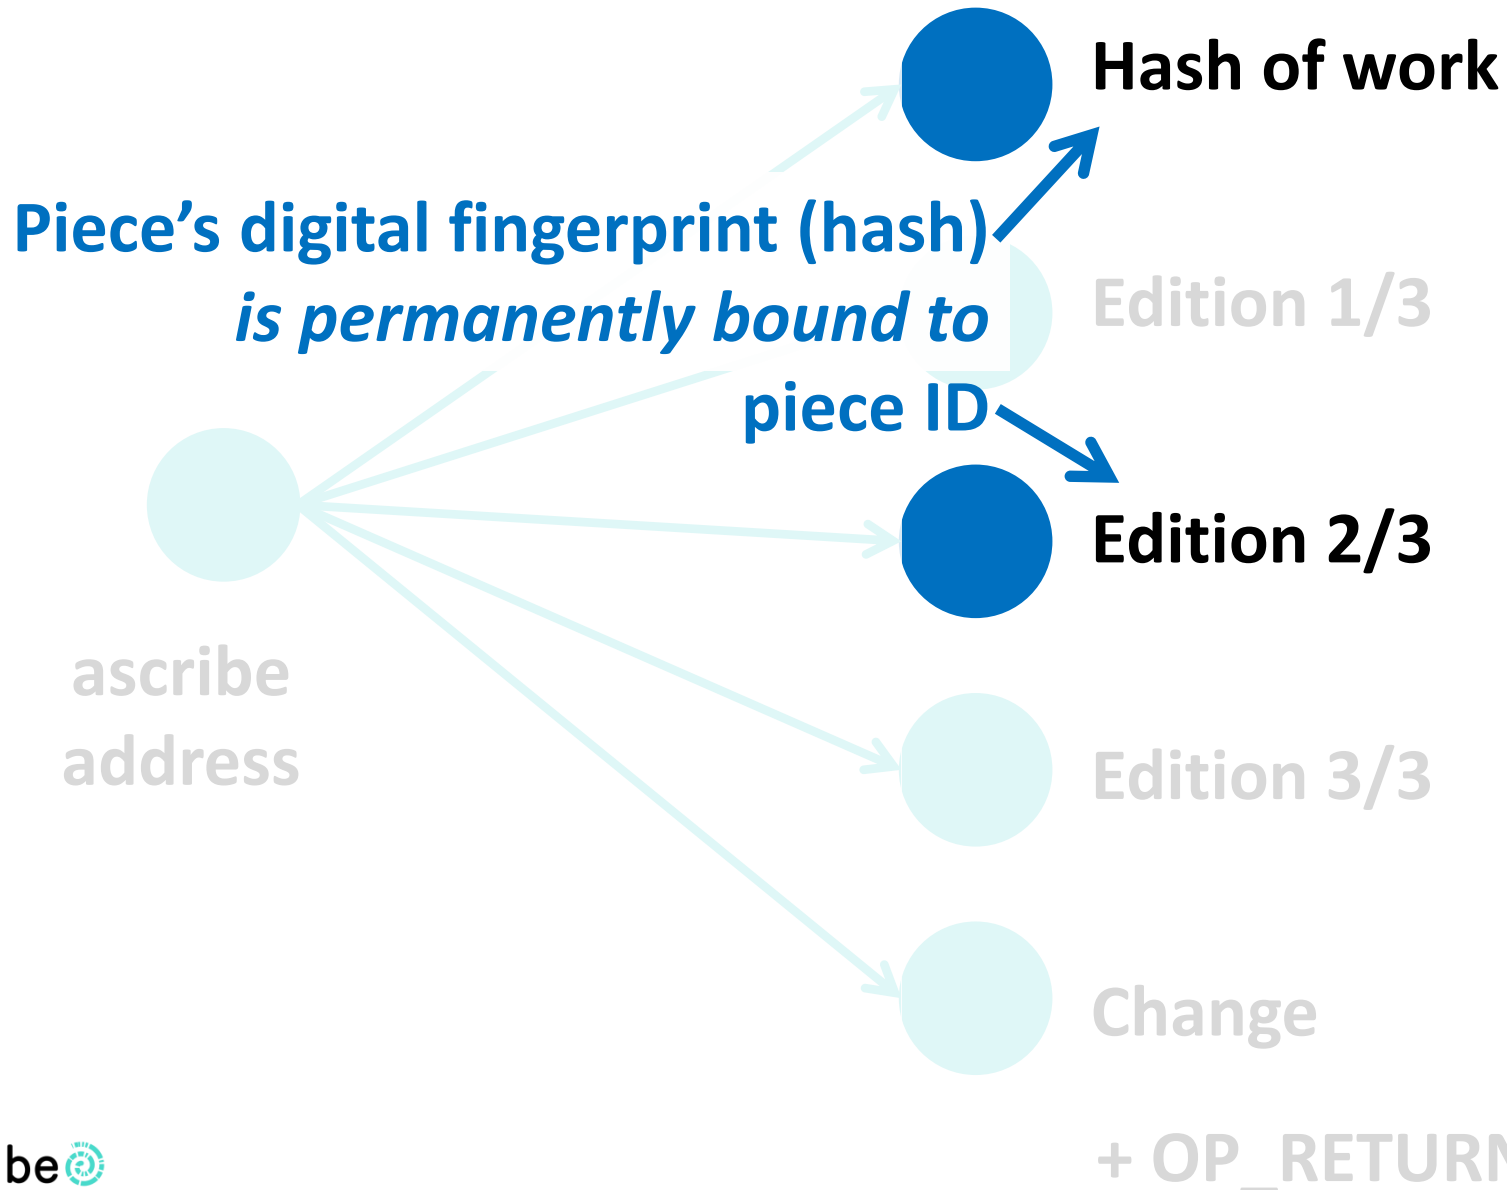 Hash of work
Piece’s digital fingerprint (hash)
is permanently bound to
piece ID
Edition 1/3
Edition 2/3
ascribe
address
Edition 3/3
Change
+ OP_RETURN
be